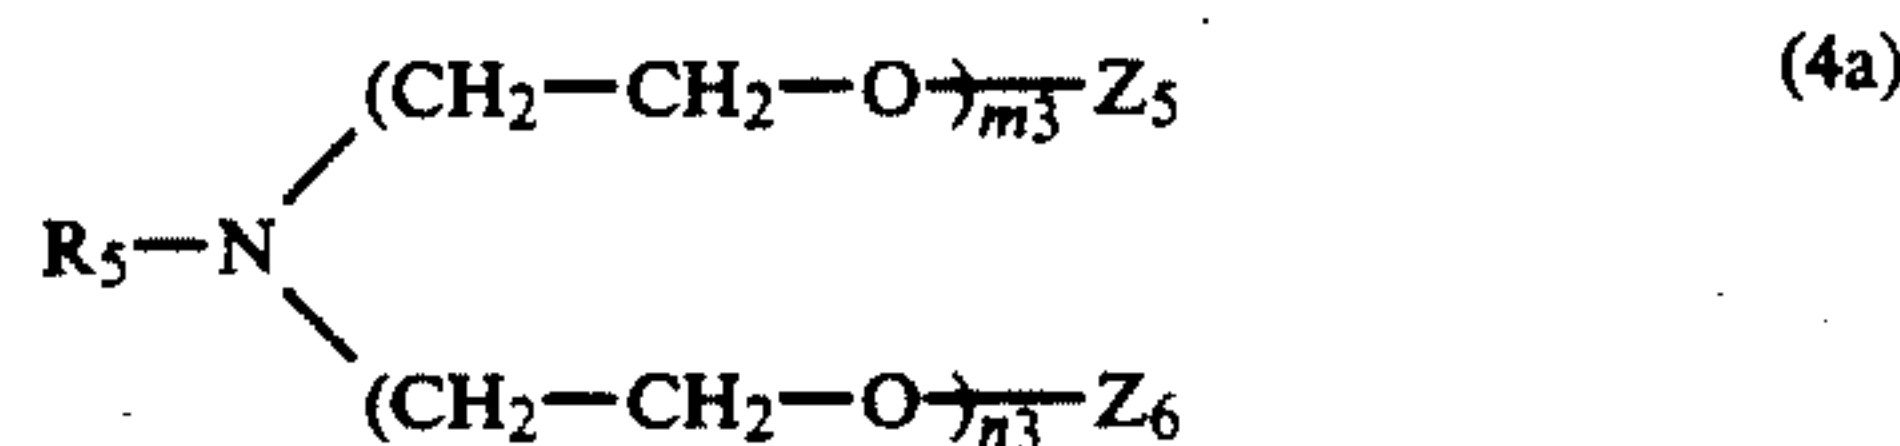 (CH₂—CH₂—O)m3—Z₅ (4a)
R₅—N
(CH₂—CH₂—O)n3—Z₆